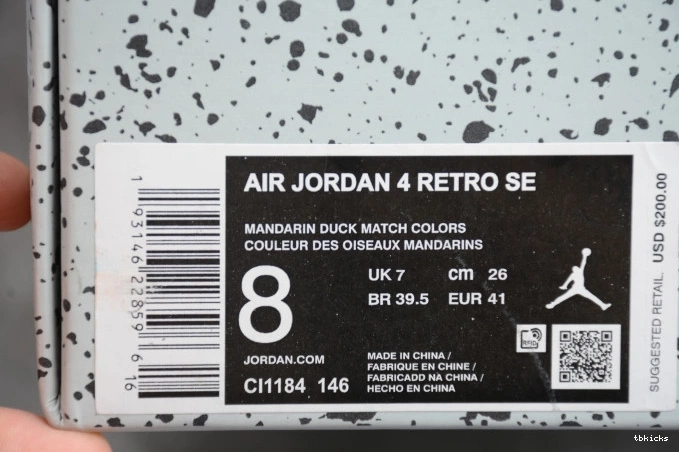 AIR JORDAN 4 RETRO SE
MANDARIN DUCK MATCH COLORS
COULEUR DES OISEAUX MANDARINS
8
UK 7 cm 26
BR 39.5 EUR 41
JORDAN.COM
CI1184 146
MADE IN CHINA /
FABRIQUE EN CHINE /
FABRICADD NA CHINA /
HECHO EN CHINA
RFID
1 93146 22859 6 16
SUGGESTED RETAIL. USD $200.00
tbkicks